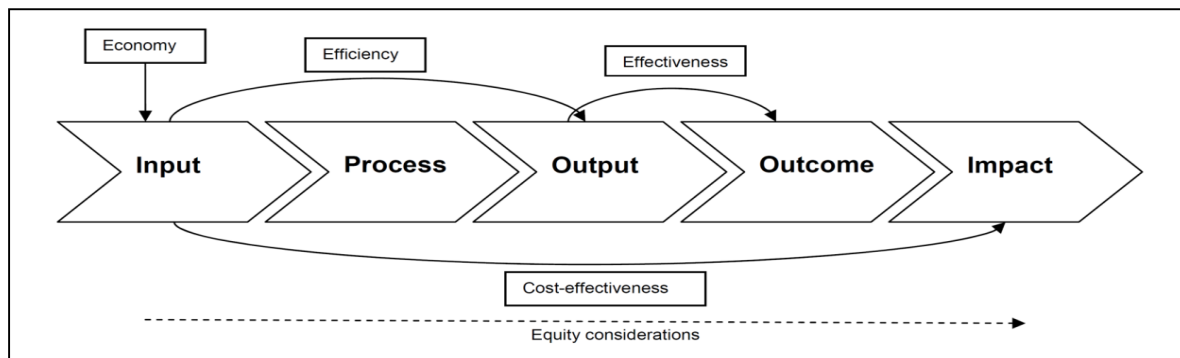 Economy
Efficiency
Effectiveness
Input
Process
Output
Outcome
Impact
Cost-effectiveness
Equity considerations